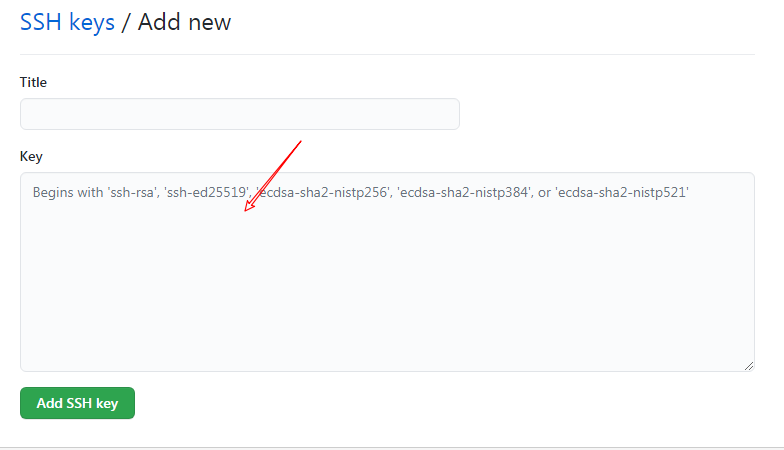 SSH keys / Add new
Title
Key
Begins with 'ssh-rsa', 'ssh-ed25519', 'ecdsa-sha2-nistp256', 'ecdsa-sha2-nistp384', or 'ecdsa-sha2-nistp521'
Add SSH key